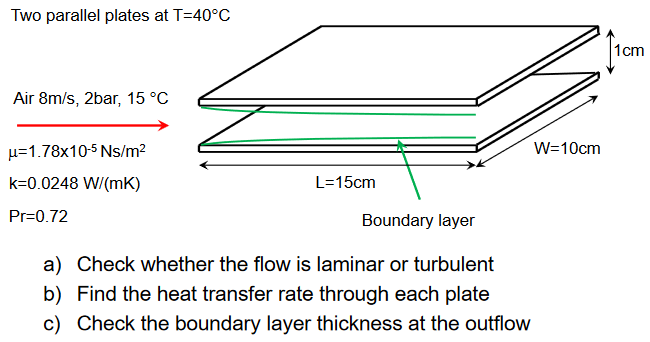 Two parallel plates at T=40°C
1cm
Air 8m/s, 2bar, 15 °C
W=10cm
μ=1.78x10-5 Ns/m²
L=15cm
k=0.0248 W/(mK)
Pr=0.72
Boundary layer
a) Check whether the flow is laminar or turbulent
b) Find the heat transfer rate through each plate
c) Check the boundary layer thickness at the outflow